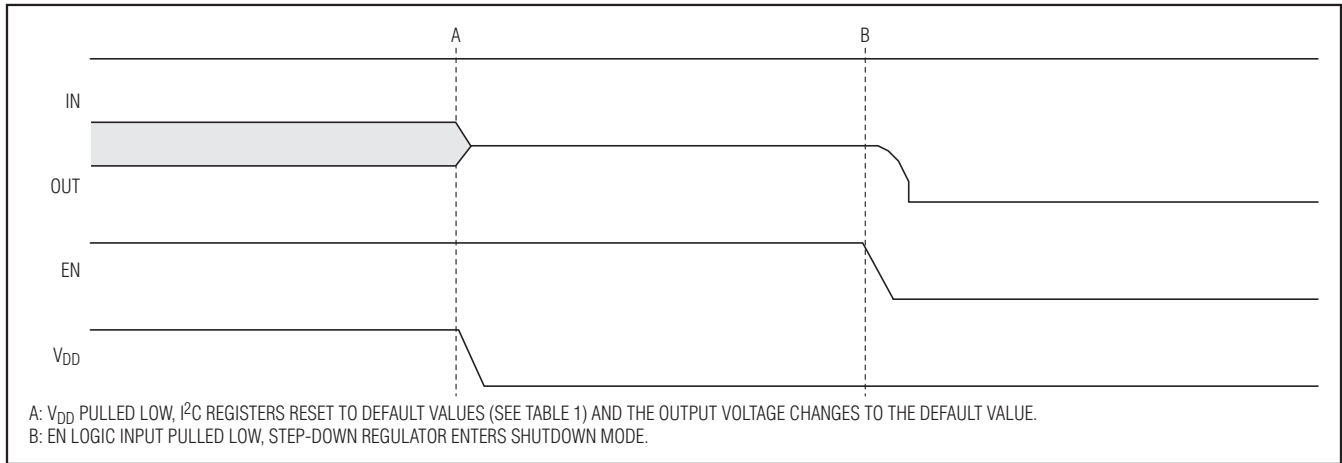 A
B
IN
OUT
EN
VDD
A: VDD PULLED LOW, I2C REGISTERS RESET TO DEFAULT VALUES (SEE TABLE 1) AND THE OUTPUT VOLTAGE CHANGES TO THE DEFAULT VALUE.
B: EN LOGIC INPUT PULLED LOW, STEP-DOWN REGULATOR ENTERS SHUTDOWN MODE.